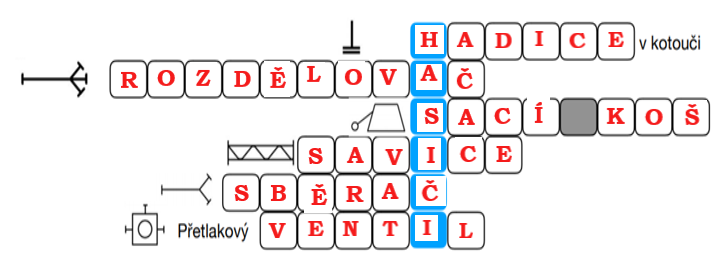 HADICE v kotouči
ROZDĚLOVAČ
SACÍ KOŠ
SAVICE
SBĚRAČ
Přetlakový VENTIL